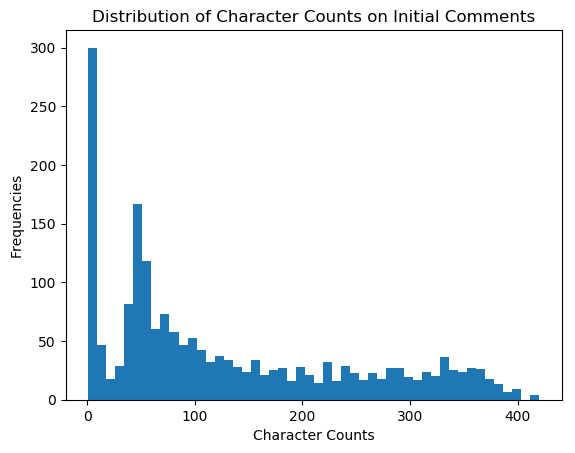 Distribution of Character Counts on Initial Comments
300
250
200
150
100
50
0
Frequencies
0 100 200 300 400
Character Counts